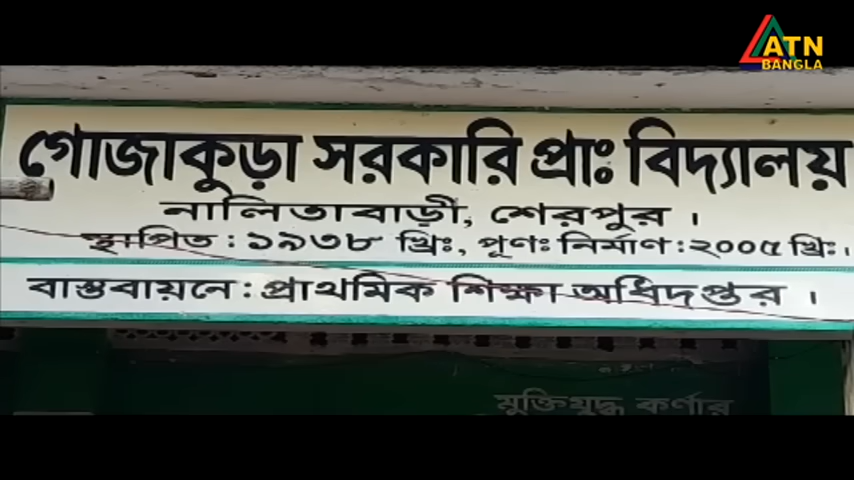 ATN
BANGLA
গোজাকুড়া সরকারি প্রাঃ বিদ্যালয়
নালিতাবাড়ী, শেরপুর ।
স্থাপিত : ১৯৩৮ খ্রিঃ, পূণঃ নির্মাণ : ২০০৫ খ্রিঃ।
বাস্তবায়নে : প্রাথমিক শিক্ষা অধিদপ্তর ।
মুক্তিযুদ্ধ কর্ণার